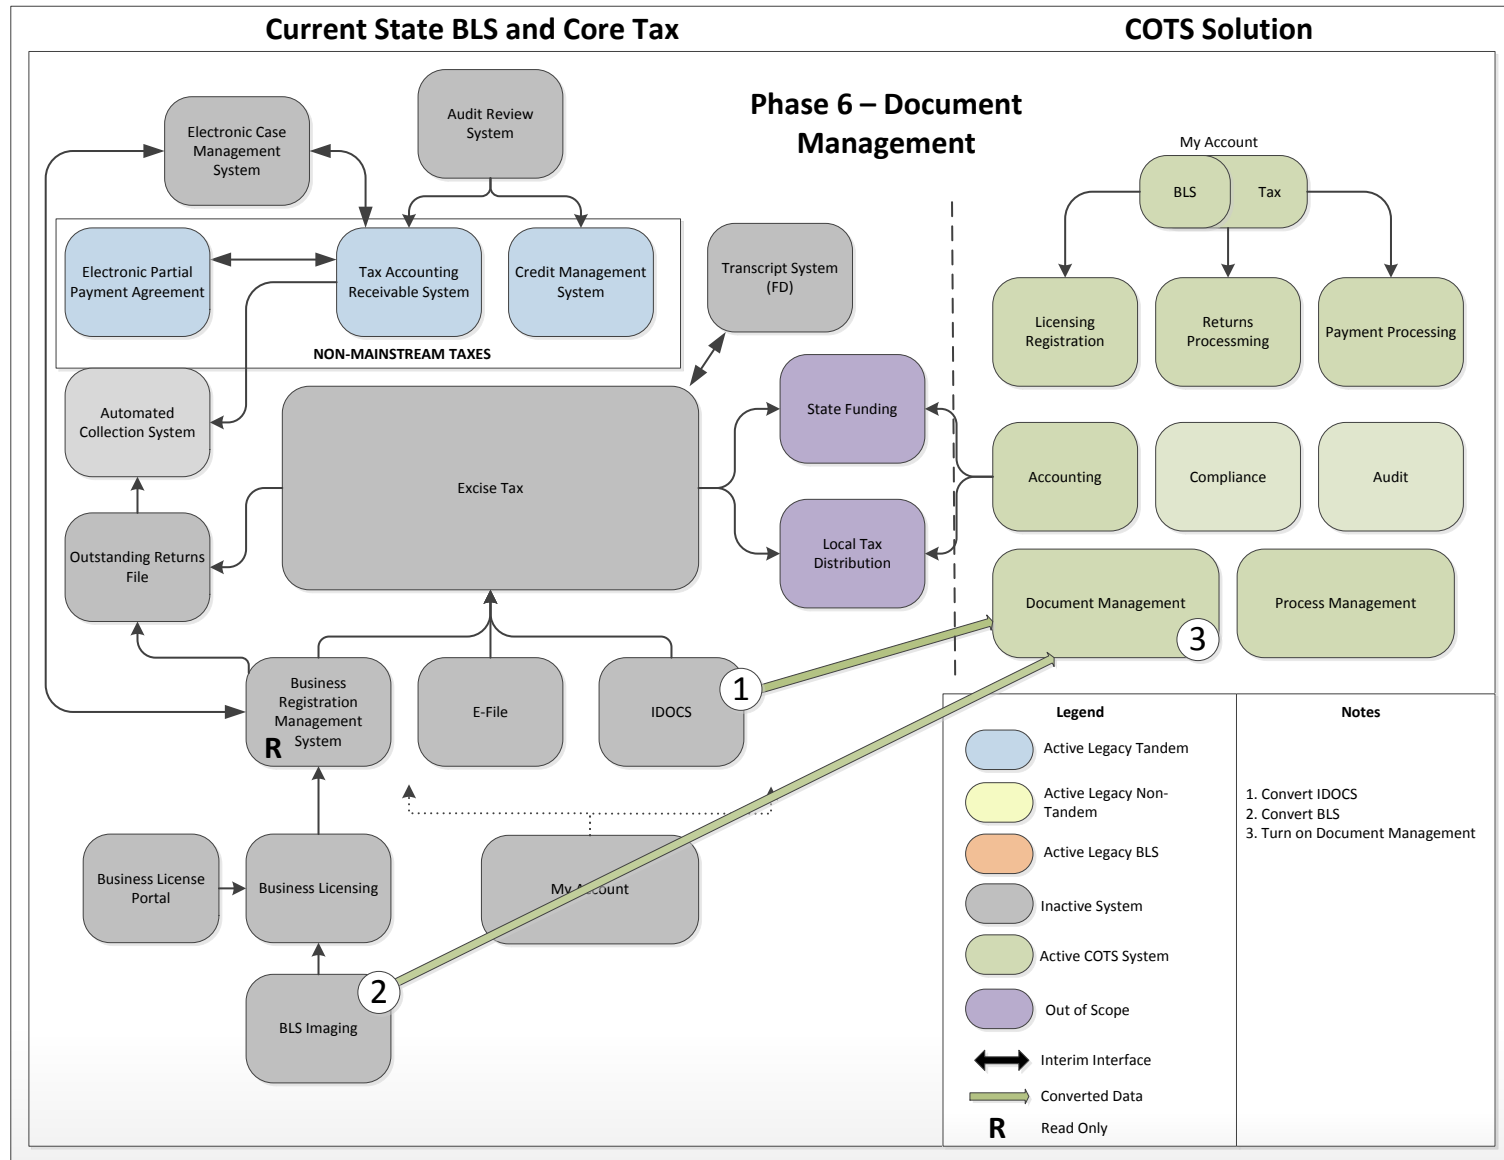 Current State BLS and Core Tax
COTS Solution
Phase 6 – Document
Management
Electronic Case
Management
System
Audit Review
System
My Account
BLS
Tax
Electronic Partial
Payment Agreement
Tax Accounting
Receivable System
Credit Management
System
NON-MAINSTREAM TAXES
Transcript System
(FD)
Licensing
Registration
Returns
Processming
Payment Processing
Automated
Collection System
State Funding
Excise Tax
Accounting
Compliance
Audit
Outstanding Returns
File
Local Tax
Distribution
Document Management
3
Process Management
Business
Registration
Management
System
R
E-File
IDOCS
1
Business License
Portal
Business Licensing
My Account
2
BLS Imaging
Legend
Active Legacy Tandem
Active Legacy Non-
Tandem
Active Legacy BLS
Inactive System
Active COTS System
Out of Scope
Interim Interface
Converted Data
R Read Only
Notes
1. Convert IDOCS
2. Convert BLS
3. Turn on Document Management